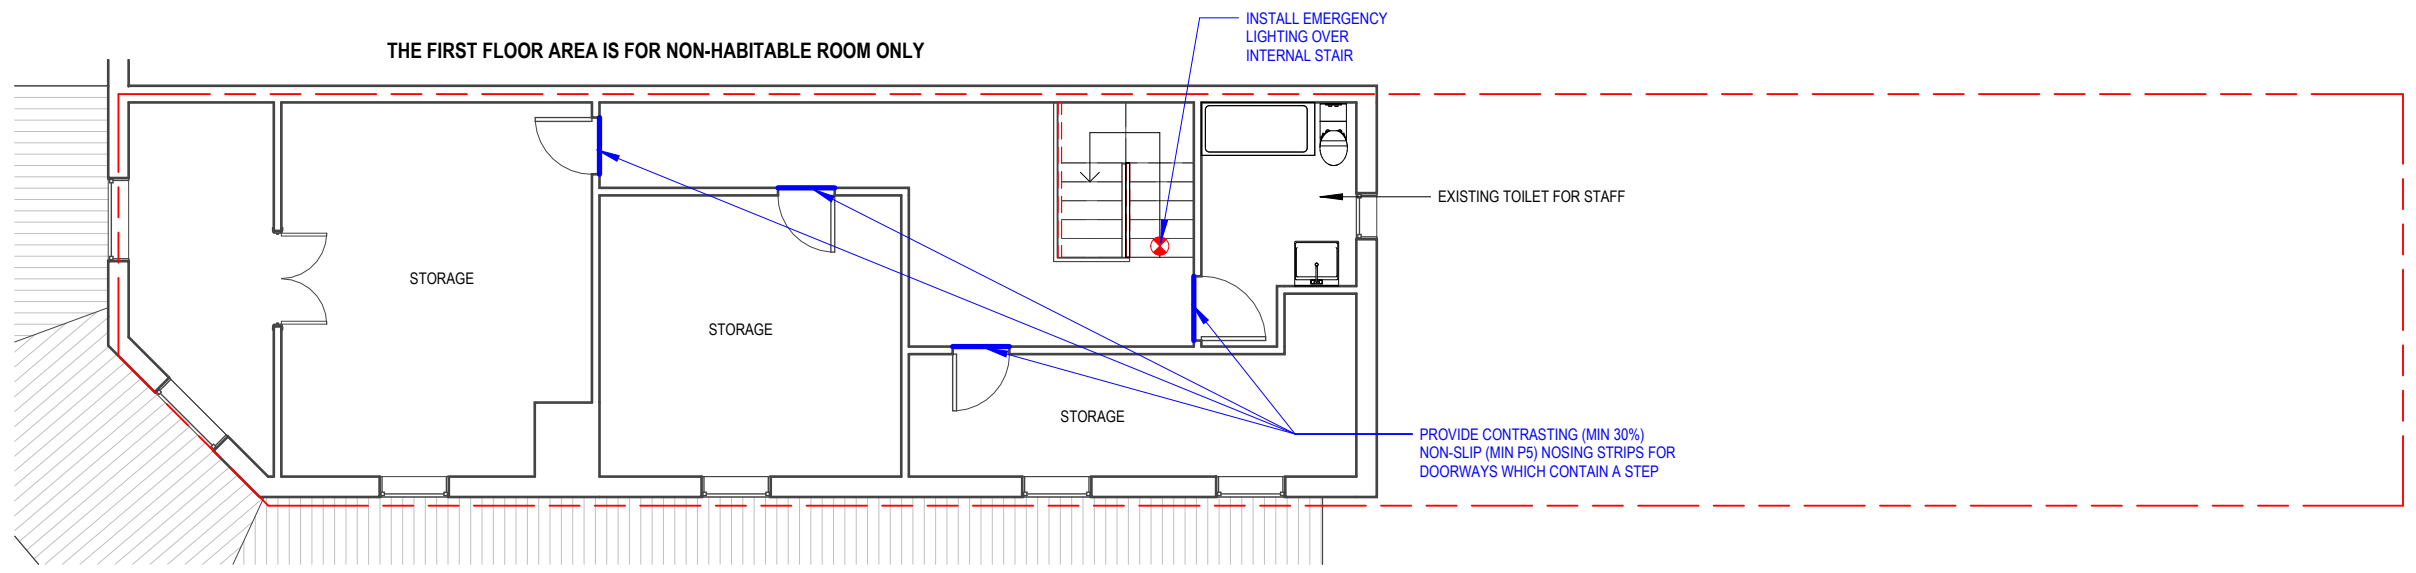 INSTALL EMERGENCY
LIGHTING OVER
INTERNAL STAIR
THE FIRST FLOOR AREA IS FOR NON-HABITABLE ROOM ONLY
EXISTING TOILET FOR STAFF
STORAGE
STORAGE
STORAGE
PROVIDE CONTRASTING (MIN 30%)
NON-SLIP (MIN P5) NOSING STRIPS FOR
DOORWAYS WHICH CONTAIN A STEP